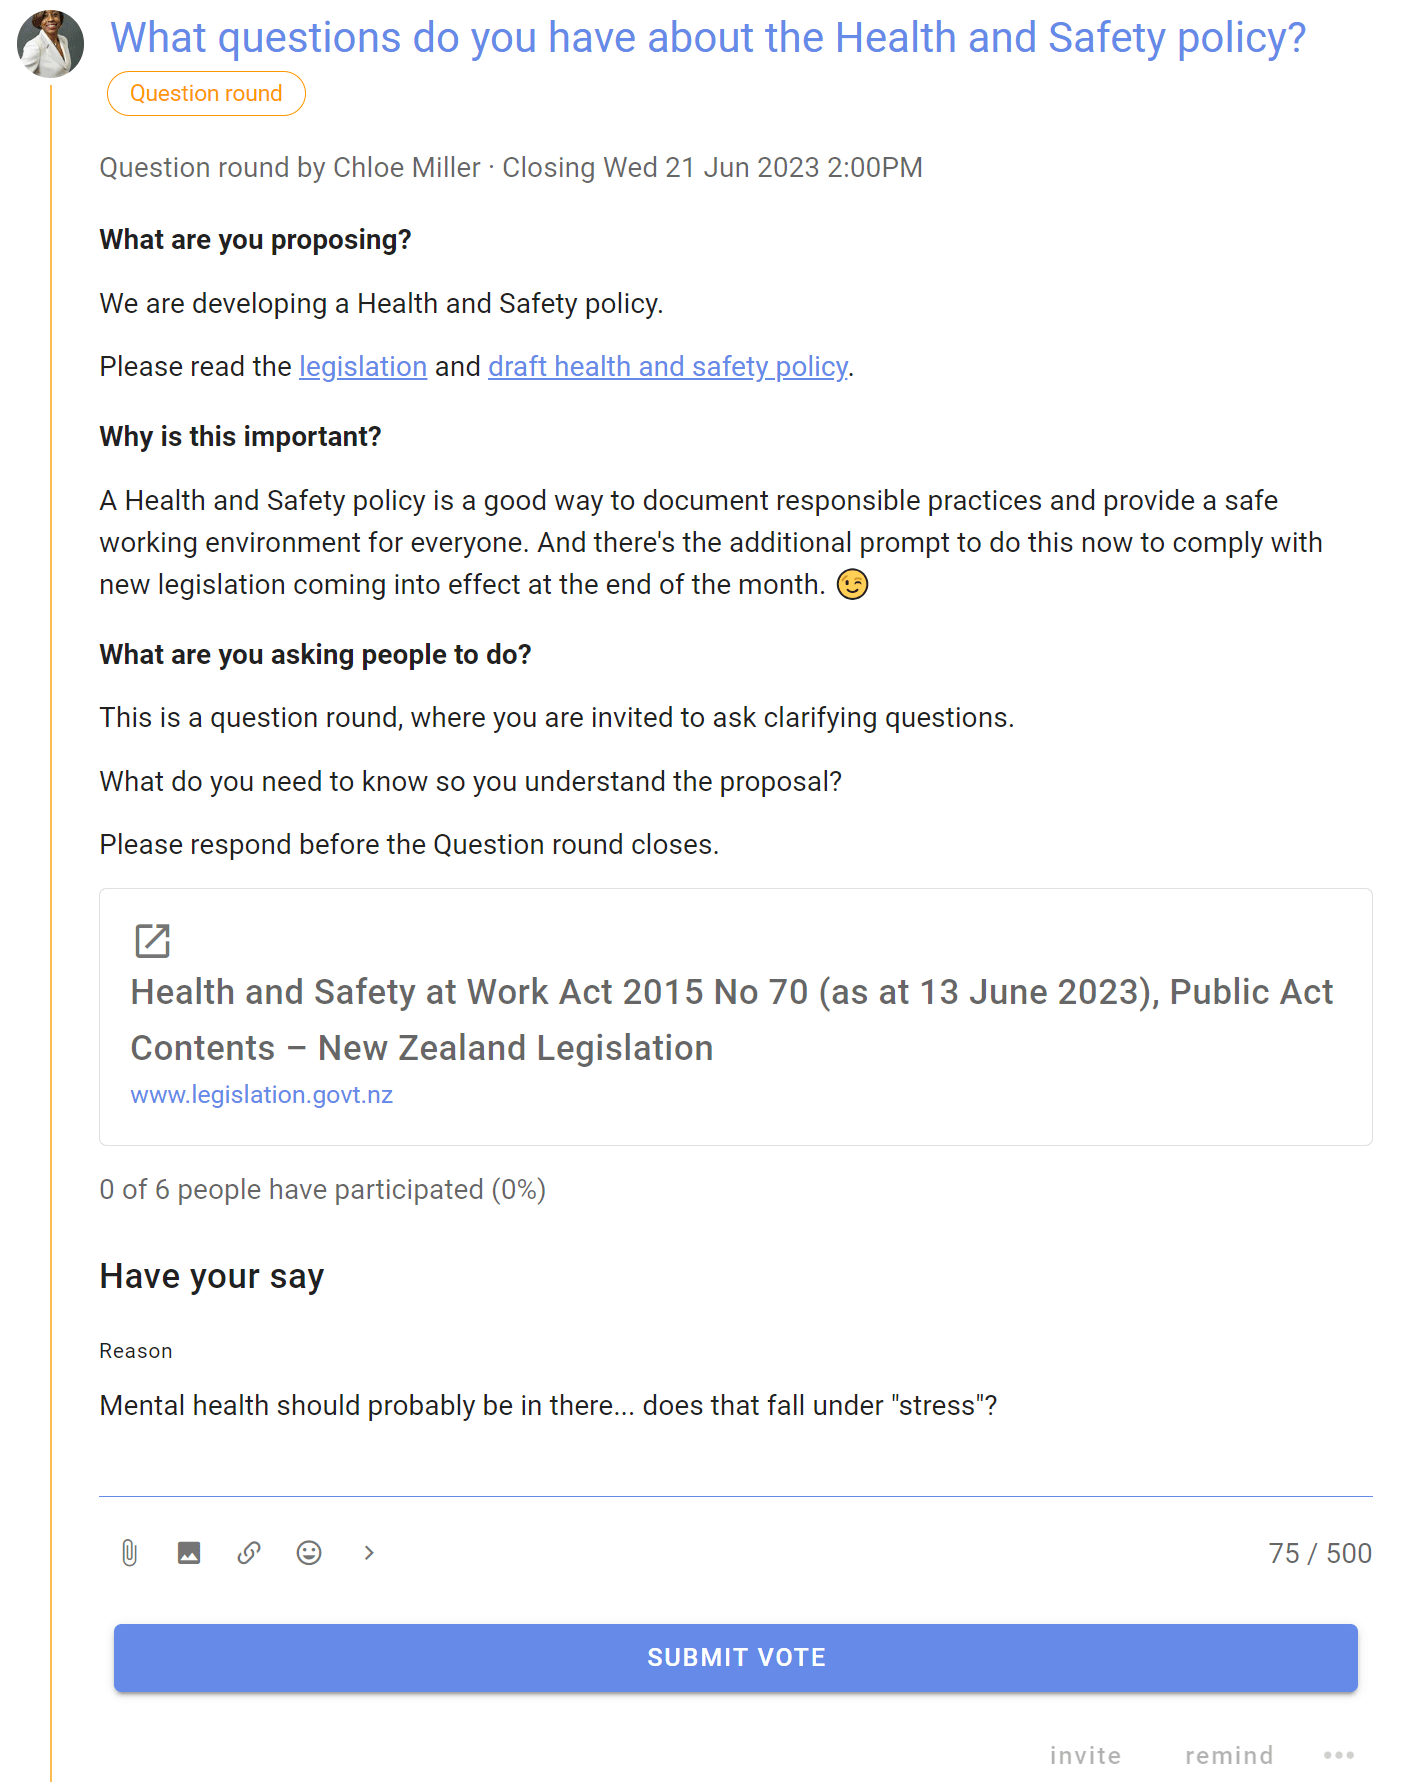 What questions do you have about the Health and Safety policy?
Question round
Question round by Chloe Miller · Closing Wed 21 Jun 2023 2:00PM
What are you proposing?
We are developing a Health and Safety policy.
Please read the legislation and draft health and safety policy.
Why is this important?
A Health and Safety policy is a good way to document responsible practices and provide a safe
working environment for everyone. And there's the additional prompt to do this now to comply with
new legislation coming into effect at the end of the month. 😉
What are you asking people to do?
This is a question round, where you are invited to ask clarifying questions.
What do you need to know so you understand the proposal?
Please respond before the Question round closes.
Health and Safety at Work Act 2015 No 70 (as at 13 June 2023), Public Act
Contents – New Zealand Legislation
www.legislation.govt.nz
0 of 6 people have participated (0%)
Have your say
Reason
Mental health should probably be in there... does that fall under "stress"?
75 / 500
SUBMIT VOTE
invite remind